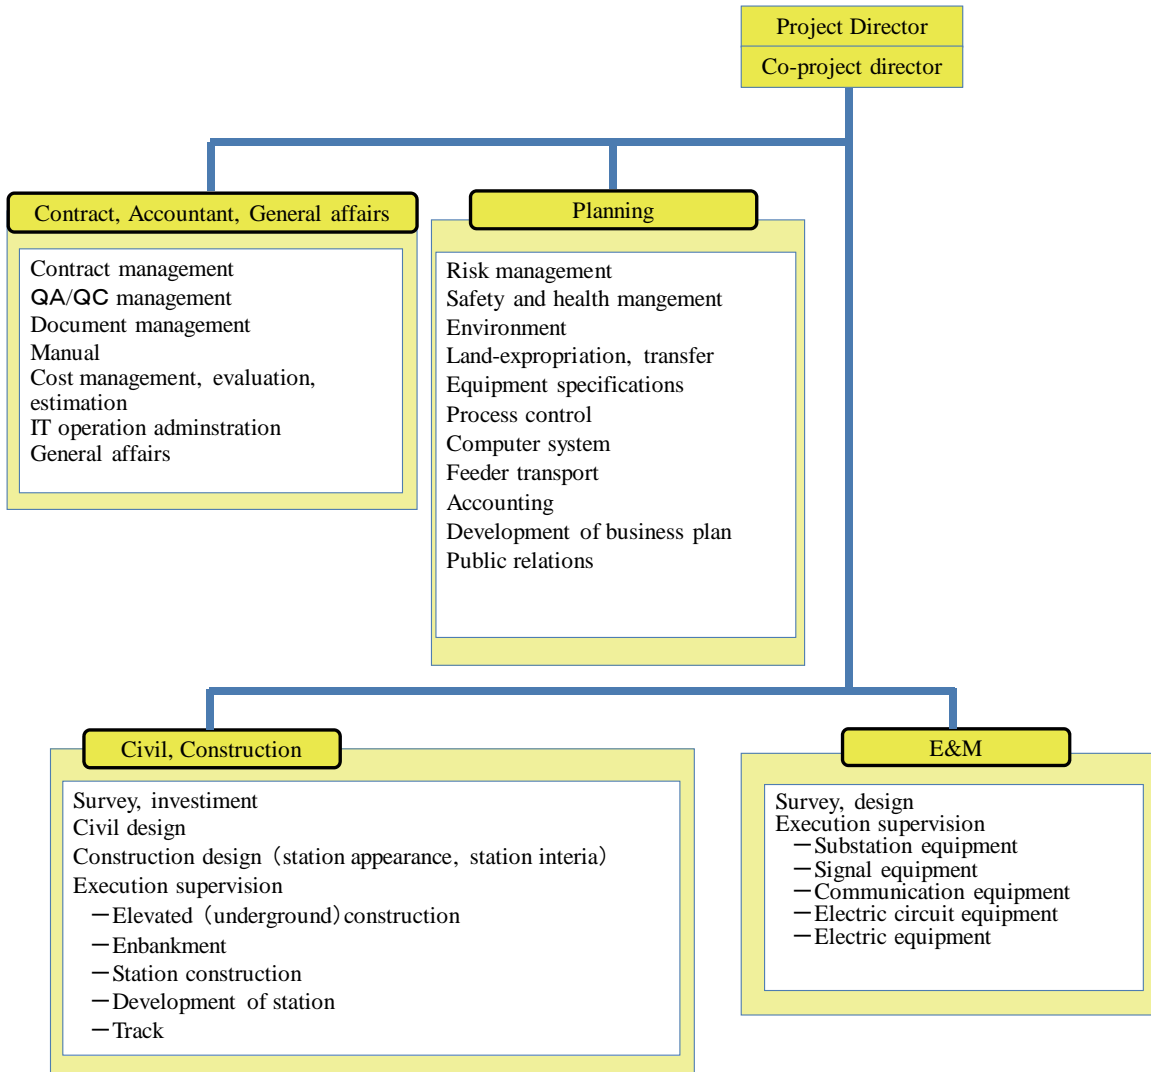 Project Director
Co-project director
Contract, Accountant, General affairs
Contract management
QA/QC management
Document management
Manual
Cost management, evaluation,
estimation
IT operation adminstration
General affairs
Planning
Risk management
Safety and health mangement
Environment
Land-expropriation, transfer
Equipment specifications
Process control
Computer system
Feeder transport
Accounting
Development of business plan
Public relations
Civil, Construction
Survey, investiment
Civil design
Construction design（station appearance, station interia）
Execution supervision
－Elevated（underground）construction
－Enbankment
－Station construction
－Development of station
－Track
E&M
Survey, design
Execution supervision
－Substation equipment
－Signal equipment
－Communication equipment
－Electric circuit equipment
－Electric equipment